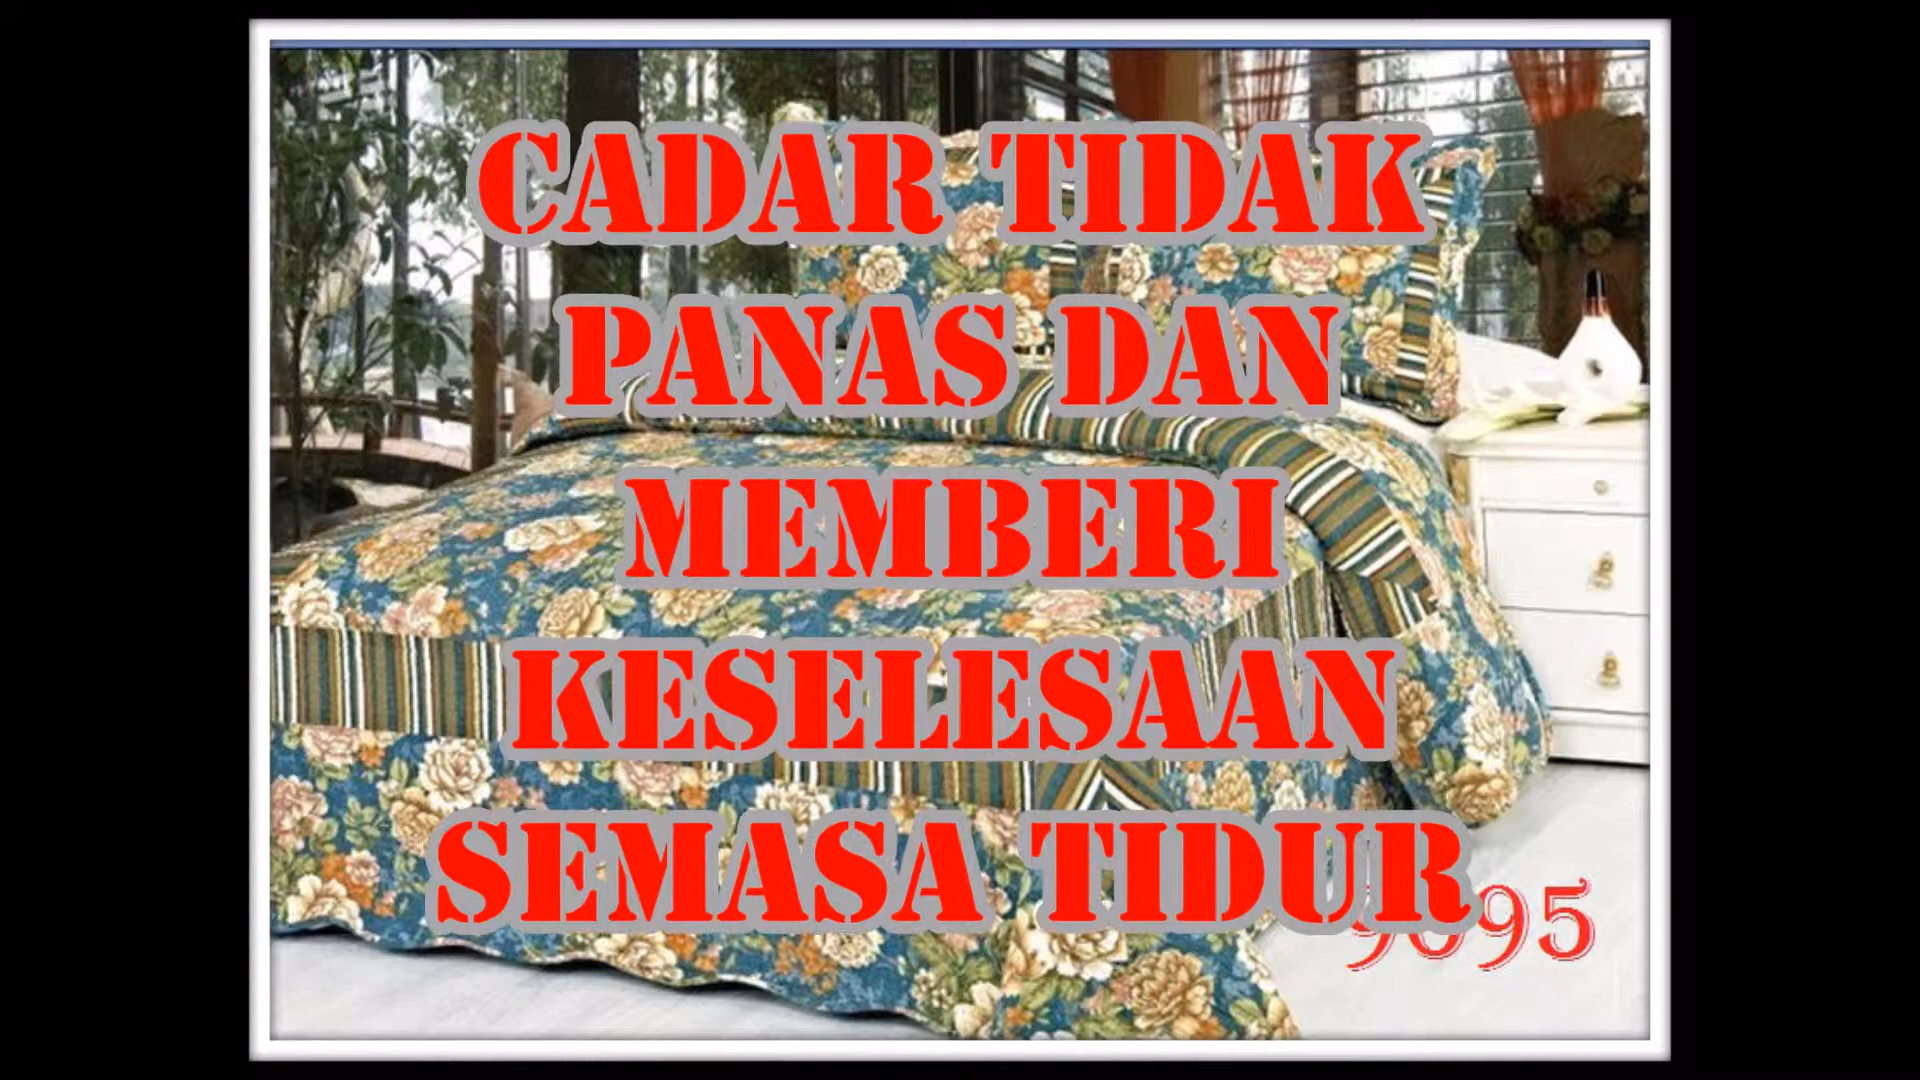 CADAR TIDAK
PANAS DAN
MEMBERI
KESELESAAN
SEMASA TIDUR